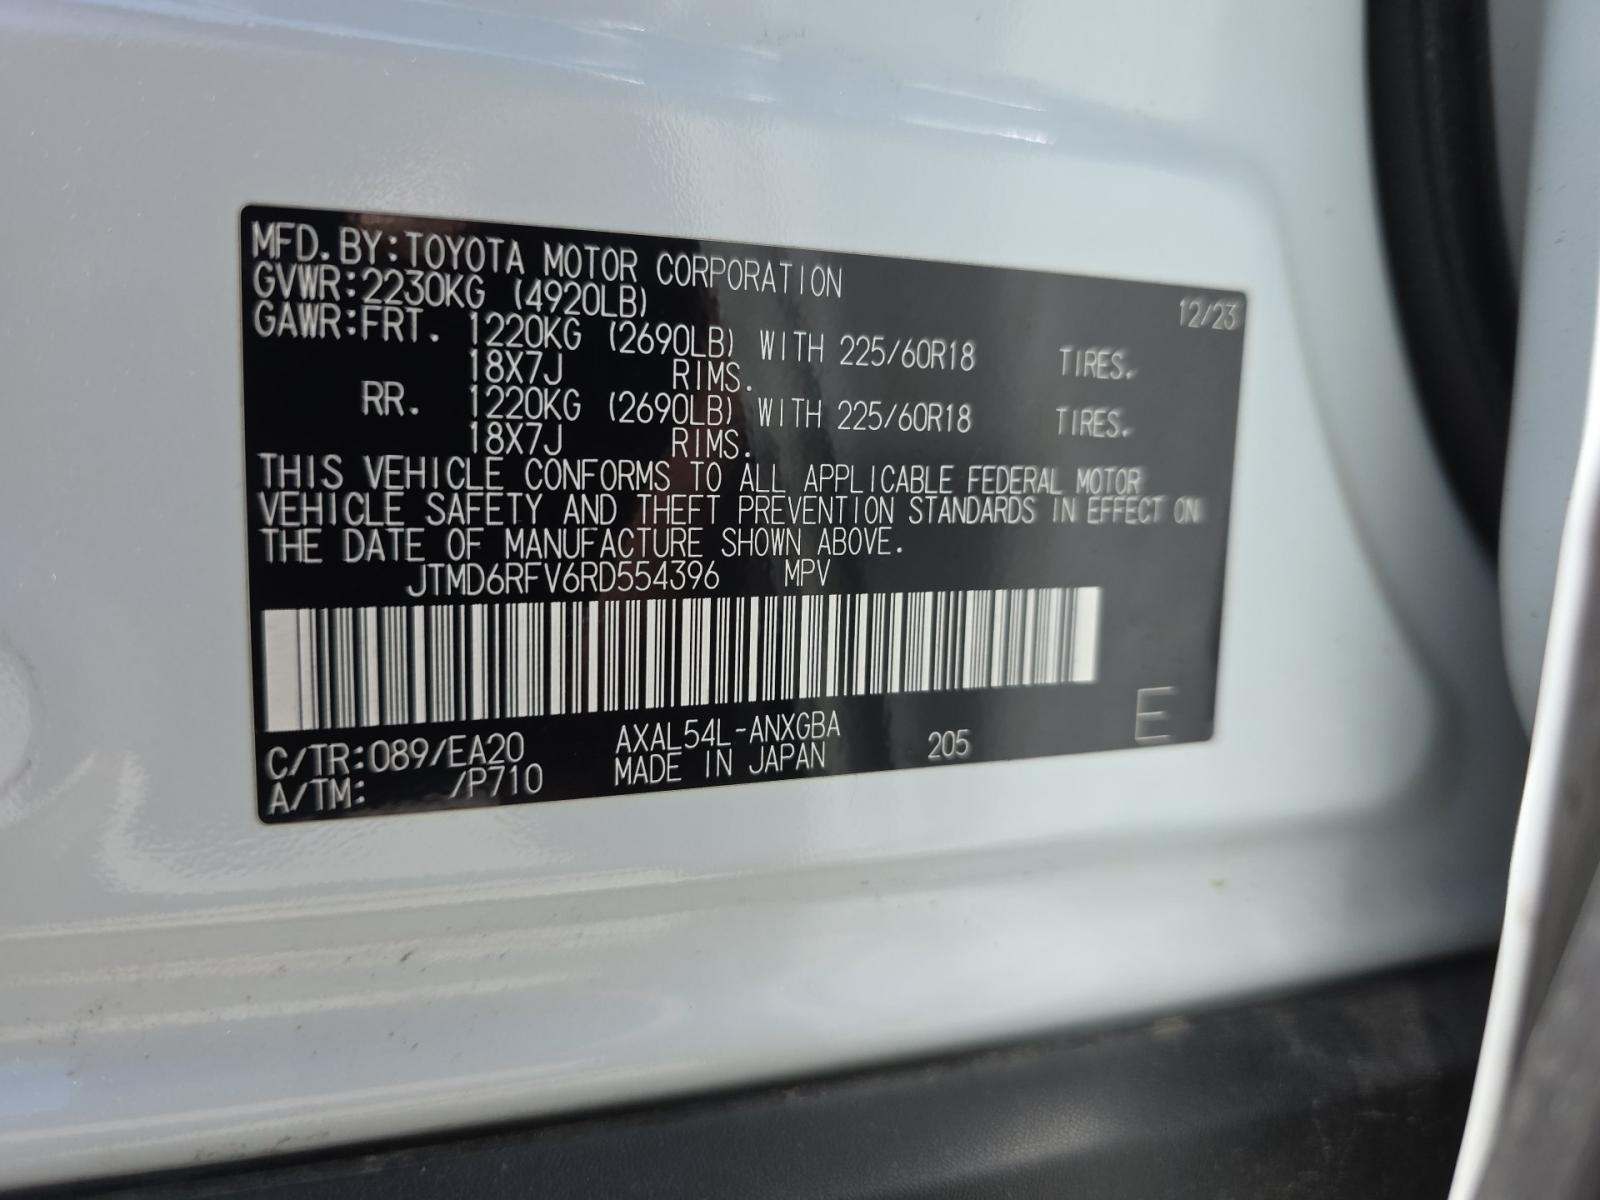 MFD. BY: TOYOTA MOTOR CORPORATION 12/23
GVWR: 2230KG (4920LB)
GAWR: FRT. 1220KG (2690LB) WITH 225/60R18 TIRES.
18X7J RIMS.
RR. 1220KG (2690LB) WITH 225/60R18 TIRES.
18X7J RIMS.
THIS VEHICLE CONFORMS TO ALL APPLICABLE FEDERAL MOTOR
VEHICLE SAFETY AND THEFT PREVENTION STANDARDS IN EFFECT ON
THE DATE OF MANUFACTURE SHOWN ABOVE.
JTMD6RFV6RD554396 MPV
C/TR: 089/EA20 AXAL54L-ANXGBA 205 E
A/TM: /P710 MADE IN JAPAN